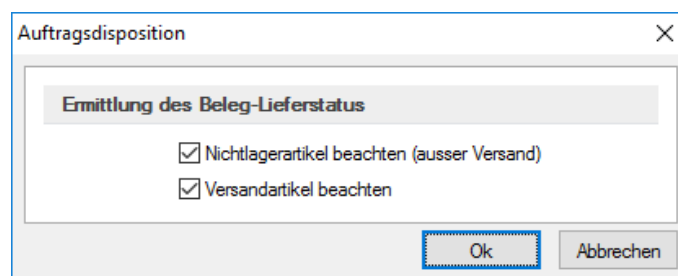 Auftragsdisposition
Ermittlung des Beleg-Lieferstatus
Nichtlagerartikel beachten (ausser Versand)
Versandartikel beachten
Ok
Abbrechen